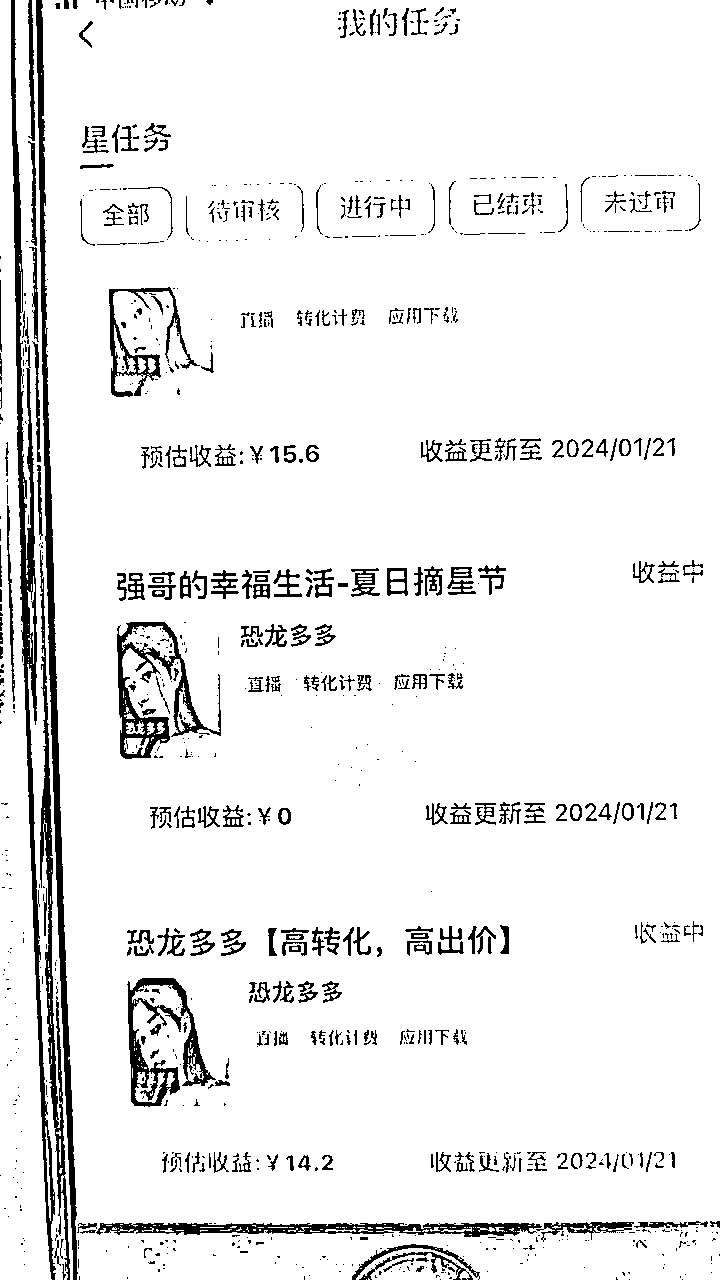 中国移动
我的任务
星任务
全部 待审核 进行中 已结束 未过审
直播 转化计费 应用下载
预估收益:¥15.6 收益更新至 2024/01/21
强哥的幸福生活-夏日摘星节 收益中
恐龙多多
直播 转化计费 应用下载
预估收益:¥0 收益更新至 2024/01/21
恐龙多多【高转化，高出价】 收益中
恐龙多多
直播 转化计费 应用下载
预估收益:¥14.2 收益更新至 2024/01/21